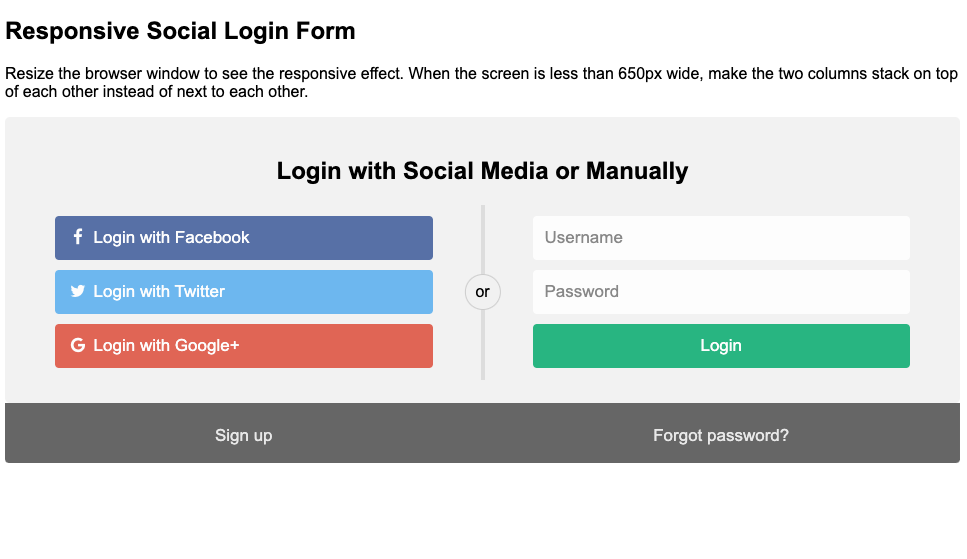 Responsive Social Login Form
Resize the browser window to see the responsive effect. When the screen is less than 650px wide, make the two columns stack on top
of each other instead of next to each other.
Login with Social Media or Manually
Login with Facebook
Login with Twitter
Login with Google+
or
Username
Password
Login
Sign up
Forgot password?